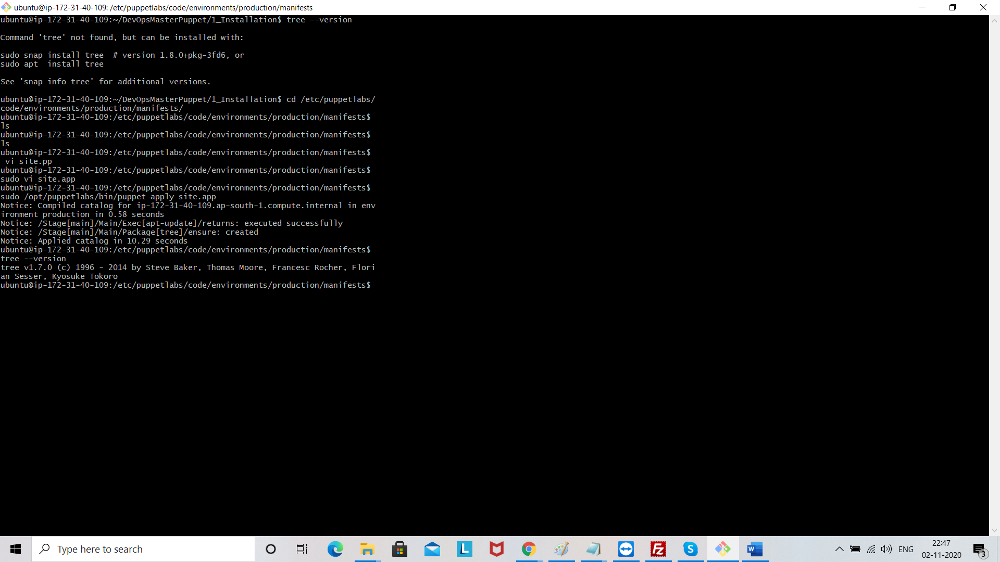 ubuntu@ip-172-31-40-109: /etc/puppetlabs/code/environments/production/manifests
ubuntu@ip-172-31-40-109:~/DevOpsMasterPuppet/1_Installation$ tree --version
Command 'tree' not found, but can be installed with:
sudo snap install tree  # version 1.8.0+pkg-3fd6, or
sudo apt  install tree
See 'snap info tree' for additional versions.
ubuntu@ip-172-31-40-109:~/DevOpsMasterPuppet/1_Installation$ cd /etc/puppetlabs/
code/environments/production/manifests/
ubuntu@ip-172-31-40-109:/etc/puppetlabs/code/environments/production/manifests$
ls
ubuntu@ip-172-31-40-109:/etc/puppetlabs/code/environments/production/manifests$
ls
ubuntu@ip-172-31-40-109:/etc/puppetlabs/code/environments/production/manifests$
 vi site.pp
ubuntu@ip-172-31-40-109:/etc/puppetlabs/code/environments/production/manifests$
sudo vi site.app
ubuntu@ip-172-31-40-109:/etc/puppetlabs/code/environments/production/manifests$
sudo /opt/puppetlabs/bin/puppet apply site.app
Notice: Compiled catalog for ip-172-31-40-109.ap-south-1.compute.internal in env
ironment production in 0.58 seconds
Notice: /Stage[main]/Main/Exec[apt-update]/returns: executed successfully
Notice: /Stage[main]/Main/Package[tree]/ensure: created
Notice: Applied catalog in 10.29 seconds
ubuntu@ip-172-31-40-109:/etc/puppetlabs/code/environments/production/manifests$
tree --version
tree v1.7.0 (c) 1996 - 2014 by Steve Baker, Thomas Moore, Francesc Rocher, Flori
an Sesser, Kyosuke Tokoro
ubuntu@ip-172-31-40-109:/etc/puppetlabs/code/environments/production/manifests$
Type here to search
L
Fz
S
W
ENG
22:47
02-11-2020
3